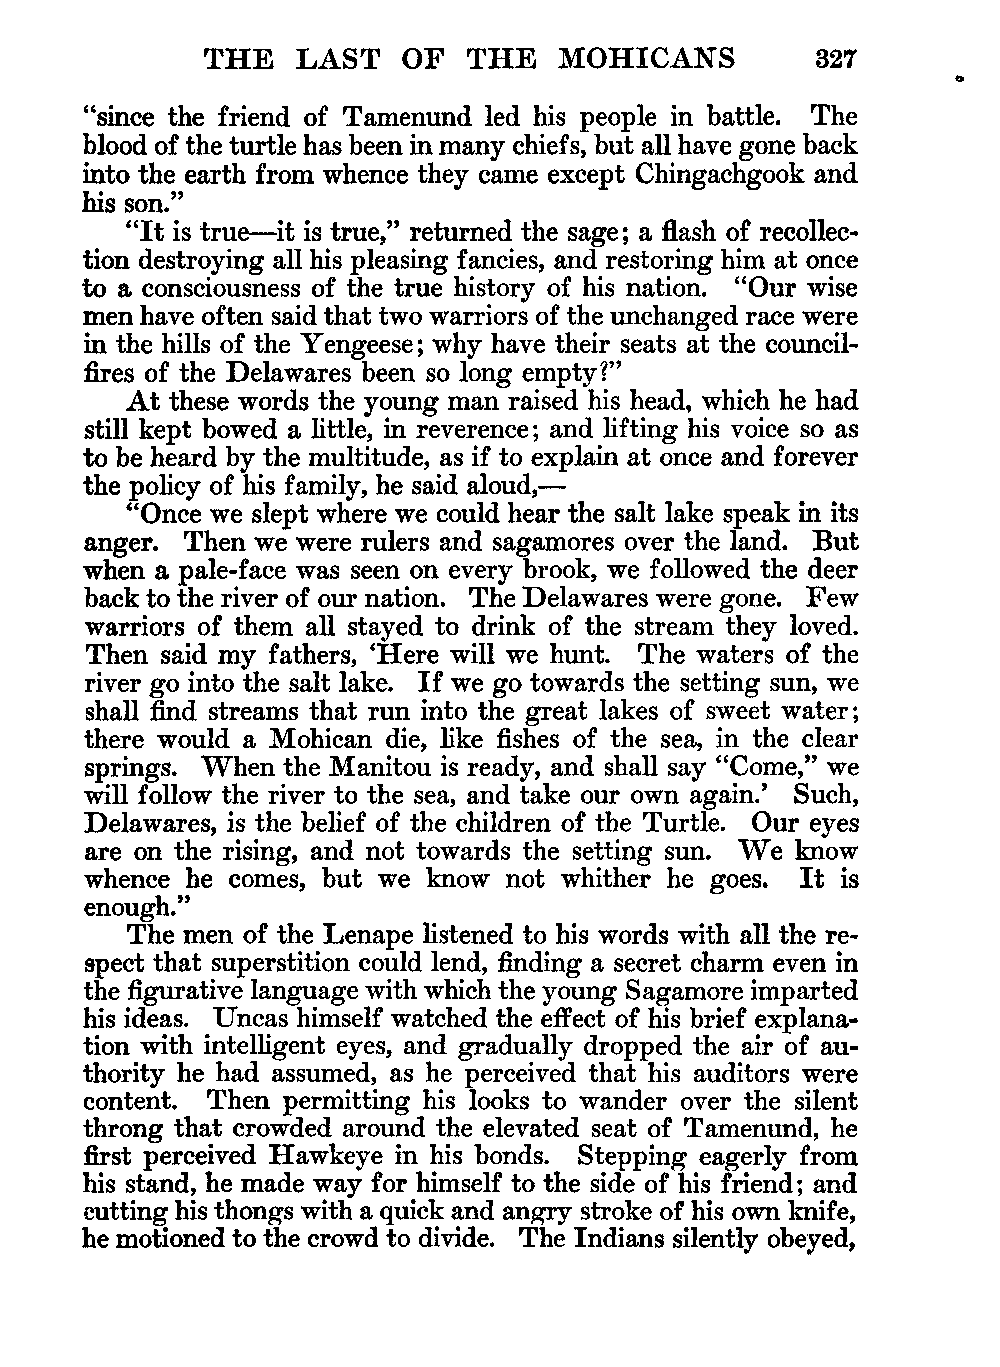 THE LAST OF THE MOHICANS 327
“since the friend of Tamenund led his people in battle. The
blood of the turtle has been in many chiefs, but all have gone back
into the earth from whence they came except Chingachgook and
his son.”
“It is true—it is true,” returned the sage; a flash of recollec-
tion destroying all his pleasing fancies, and restoring him at once
to a consciousness of the true history of his nation. “Our wise
men have often said that two warriors of the unchanged race were
in the hills of the Yengeese; why have their seats at the council-
fires of the Delawares been so long empty?”
At these words the young man raised his head, which he had
still kept bowed a little, in reverence; and lifting his voice so as
to be heard by the multitude, as if to explain at once and forever
the policy of his family, he said aloud,—
“Once we slept where we could hear the salt lake speak in its
anger. Then we were rulers and sagamores over the land. But
when a pale-face was seen on every brook, we followed the deer
back to the river of our nation. The Delawares were gone. Few
warriors of them all stayed to drink of the stream they loved.
Then said my fathers, ‘Here will we hunt. The waters of the
river go into the salt lake. If we go towards the setting sun, we
shall find streams that run into the great lakes of sweet water;
there would a Mohican die, like fishes of the sea, in the clear
springs. When the Manitou is ready, and shall say “Come,” we
will follow the river to the sea, and take our own again.’ Such,
Delawares, is the belief of the children of the Turtle. Our eyes
are on the rising, and not towards the setting sun. We know
whence he comes, but we know not whither he goes. It is
enough.”
The men of the Lenape listened to his words with all the re-
spect that superstition could lend, finding a secret charm even in
the figurative language with which the young Sagamore imparted
his ideas. Uncas himself watched the effect of his brief explana-
tion with intelligent eyes, and gradually dropped the air of au-
thority he had assumed, as he perceived that his auditors were
content. Then permitting his looks to wander over the silent
throng that crowded around the elevated seat of Tamenund, he
first perceived Hawkeye in his bonds. Stepping eagerly from
his stand, he made way for himself to the side of his friend; and
cutting his thongs with a quick and angry stroke of his own knife,
he motioned to the crowd to divide. The Indians silently obeyed,